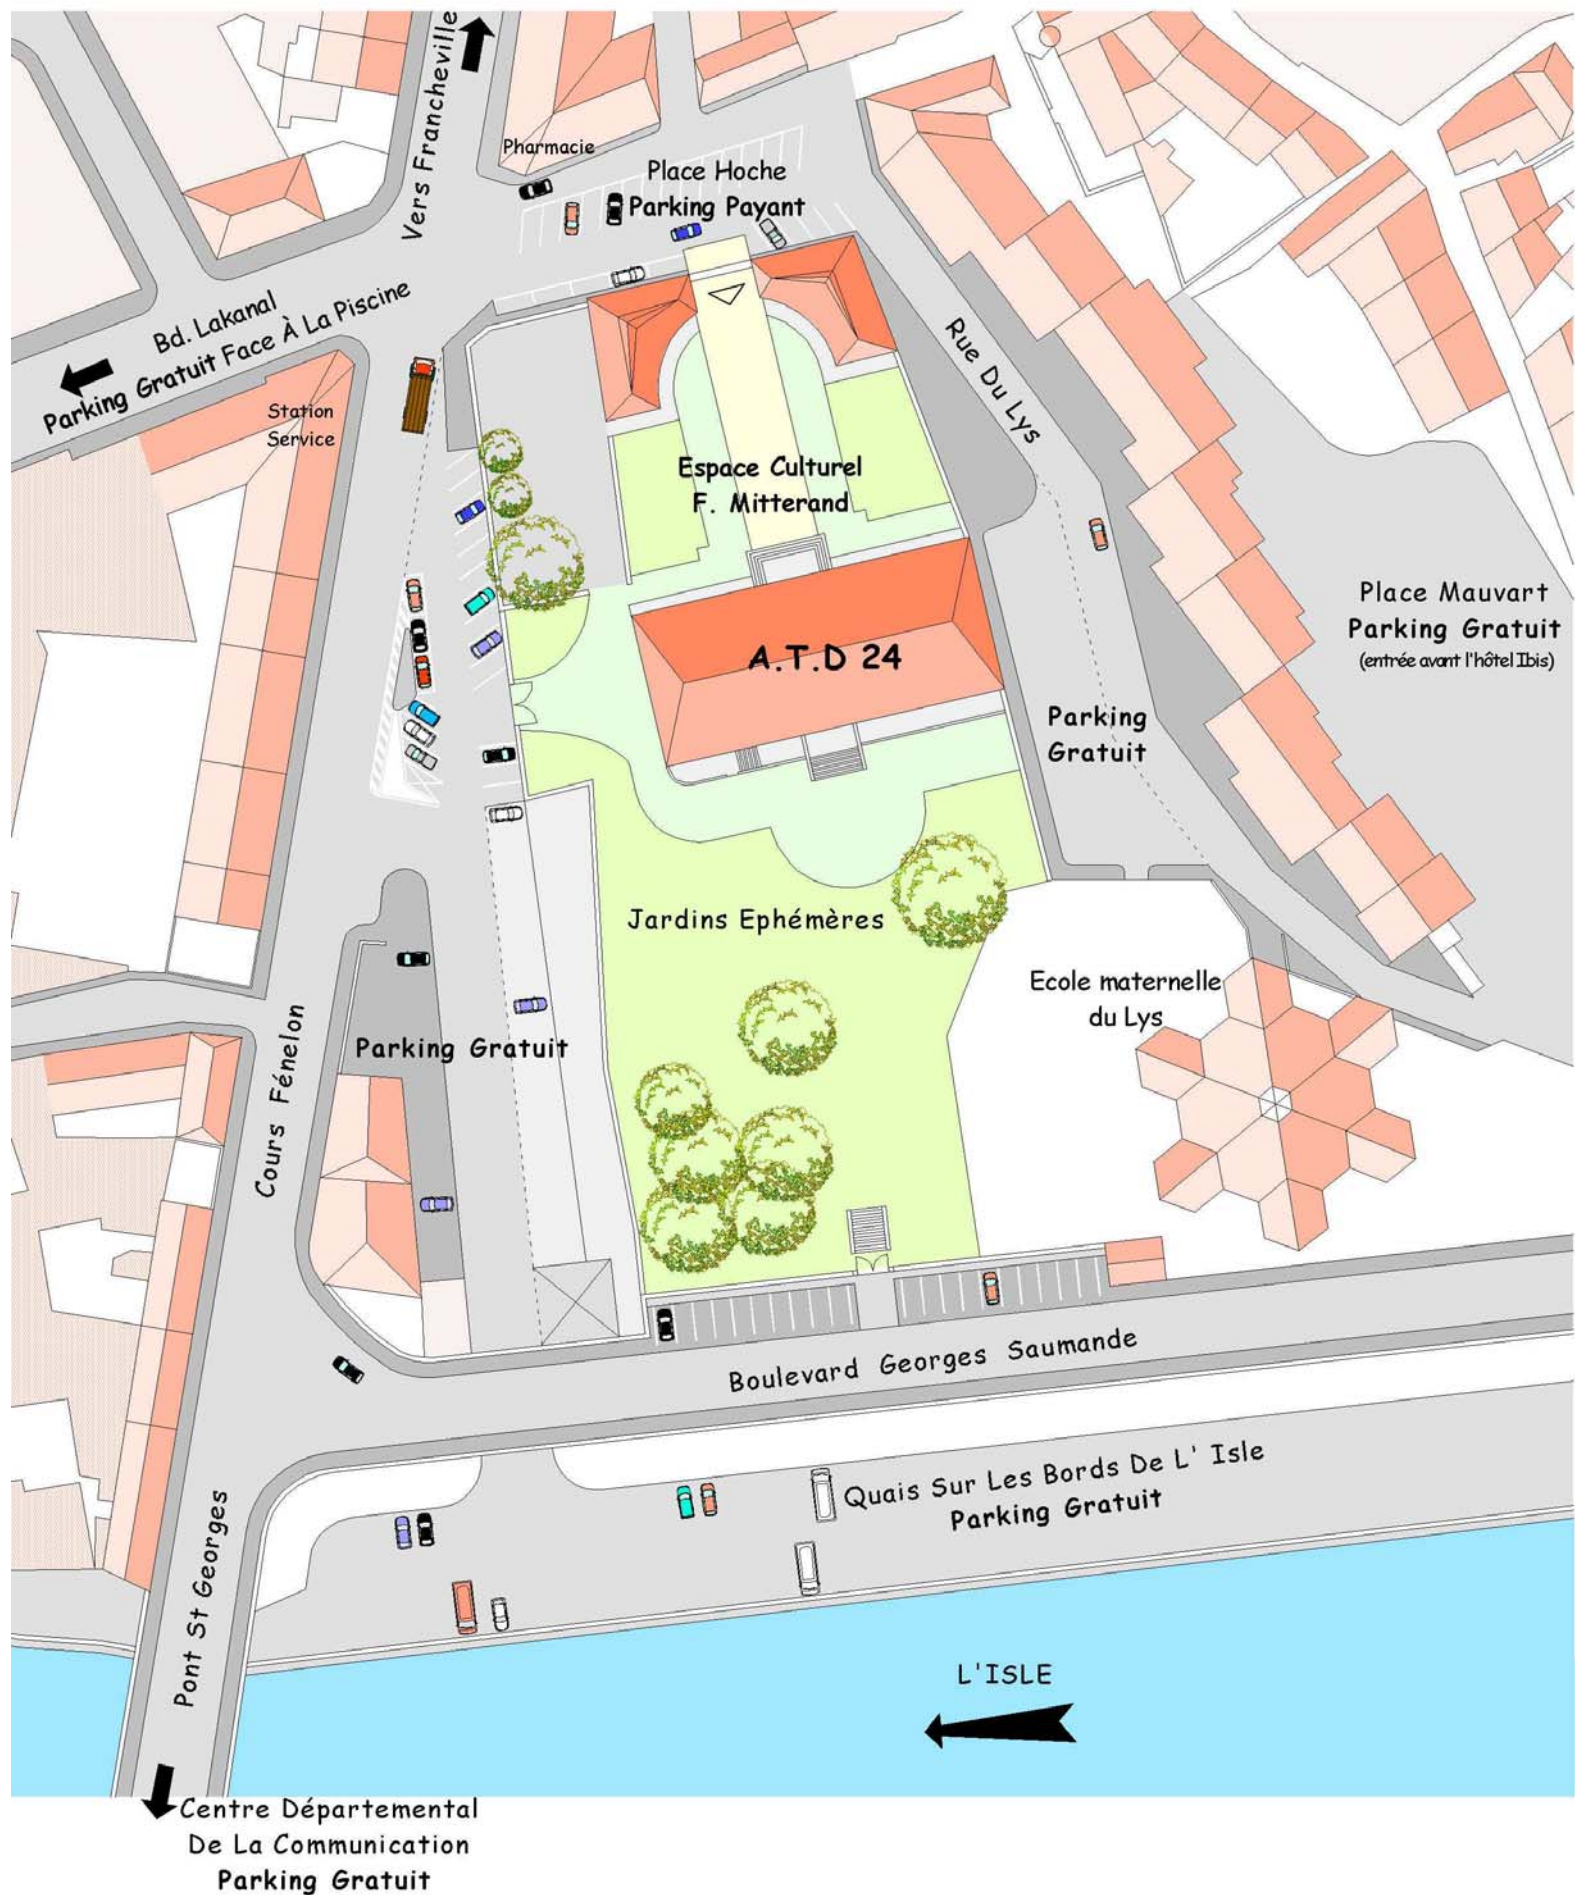 Vers Francheville
Pharmacie
Place Hoche
Parking Payant
Bd. Lakanal
Parking Gratuit Face À La Piscine
Station
Service
Rue Du Lys
Espace Culturel
F. Mitterand
A.T.D 24
Place Mauvart
Parking Gratuit
(entrée avant l'hôtel Ibis)
Parking
Gratuit
Jardins Ephémères
Ecole maternelle
du Lys
Parking Gratuit
Cours Fénelon
Boulevard Georges Saumande
Quais Sur Les Bords De L' Isle
Parking Gratuit
Pont St Georges
L'ISLE
Centre Départemental
De La Communication
Parking Gratuit